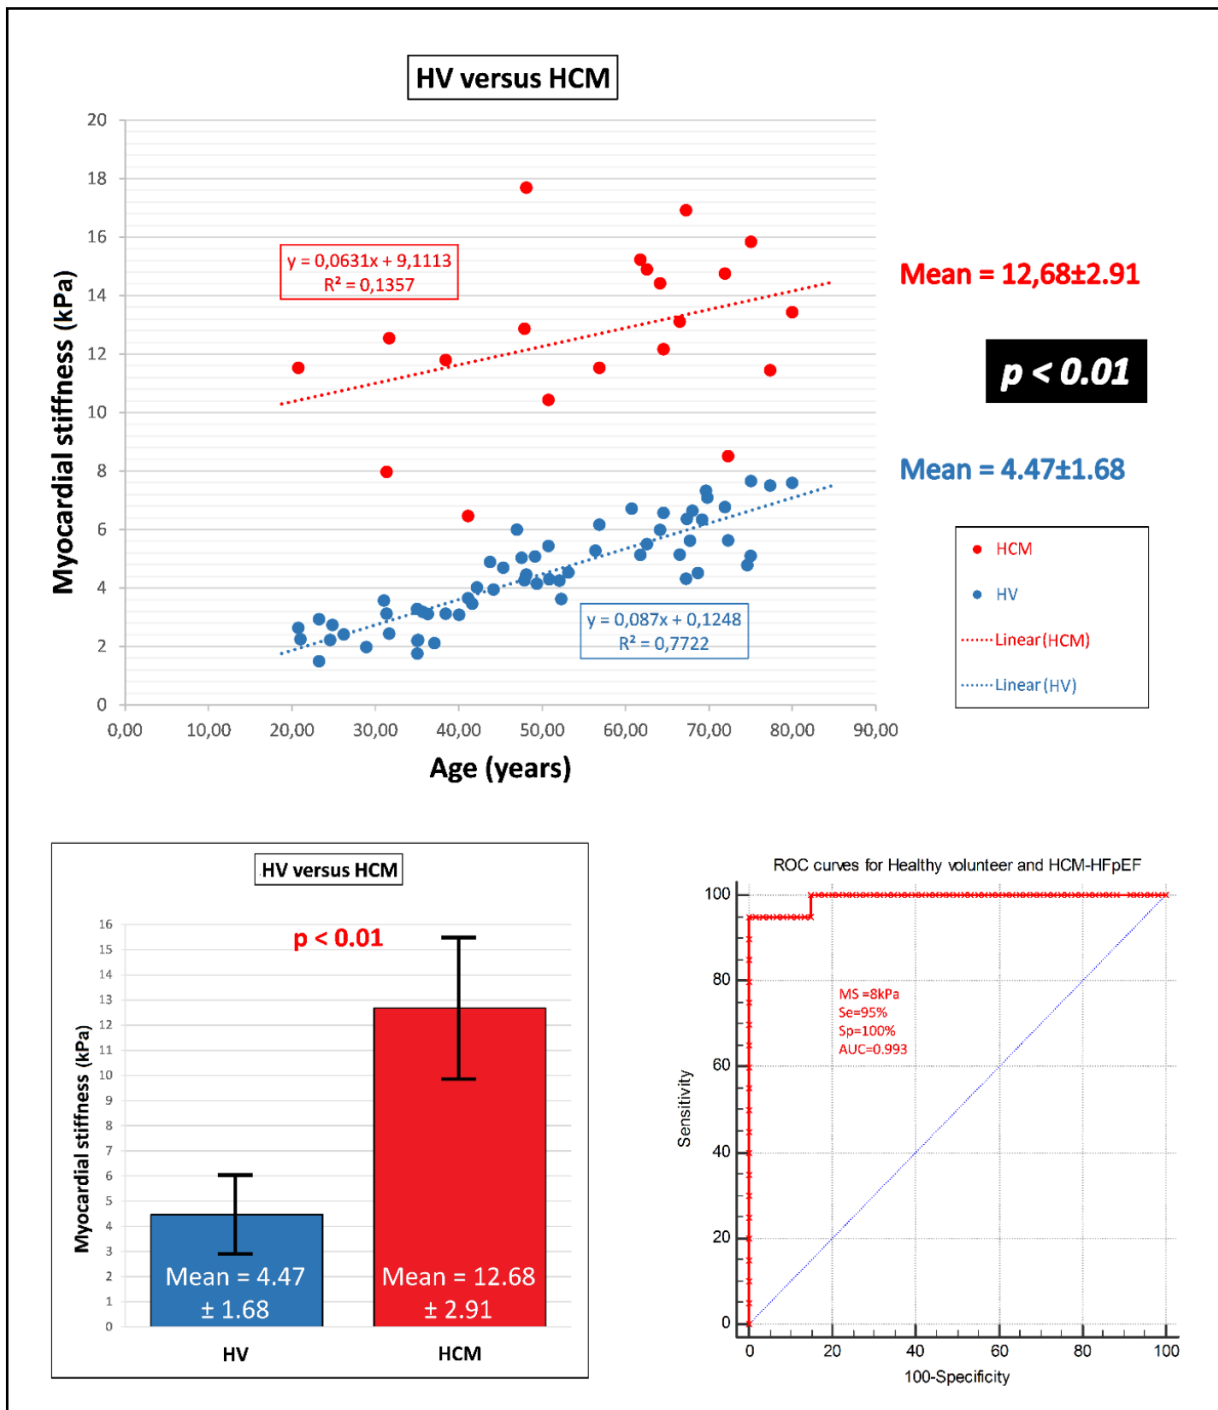 HV versus HCM
20
18
16
14
12
10
8
6
4
2
0
Myocardial stiffness (kPa)
y = 0,0631x + 9,1113
R² = 0,1357
y = 0,087x + 0,1248
R² = 0,7722
0,00 10,00 20,00 30,00 40,00 50,00 60,00 70,00 80,00 90,00
Age (years)
Mean = 12,68±2.91
p < 0.01
Mean = 4.47±1.68
HCM
HV
Linear (HCM)
Linear (HV)
HV versus HCM
16
15
14
13
12
11
10
9
8
7
6
5
4
3
2
1
0
Myocardial stiffness (kPa)
p < 0.01
Mean = 4.47
± 1.68
Mean = 12.68
± 2.91
HV HCM
ROC curves for Healthy volunteer and HCM-HFpEF
100
80
60
40
20
0
Sensitivity
MS =8kPa
Se=95%
Sp=100%
AUC=0.993
0 20 40 60 80 100
100-Specificity